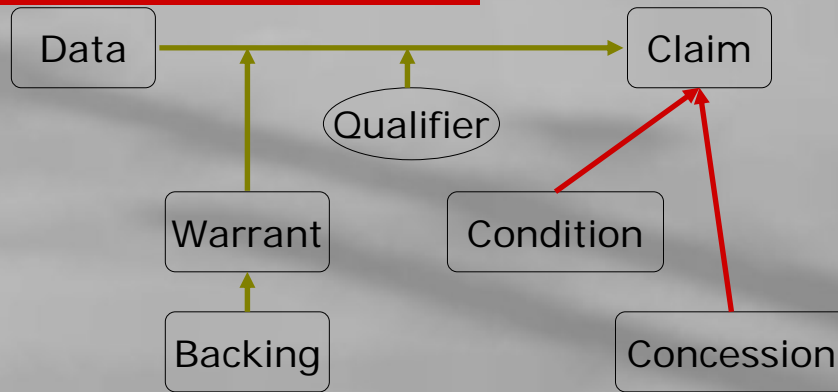 Data
Claim
Qualifier
Warrant
Condition
Backing
Concession